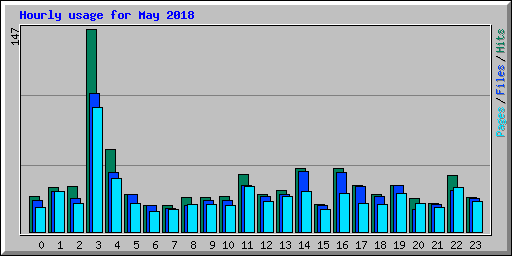 Hourly usage for May 2018
147
Pages/Files/Hits
0 1 2 3 4 5 6 7 8 9 10 11 12 13 14 15 16 17 18 19 20 21 22 23